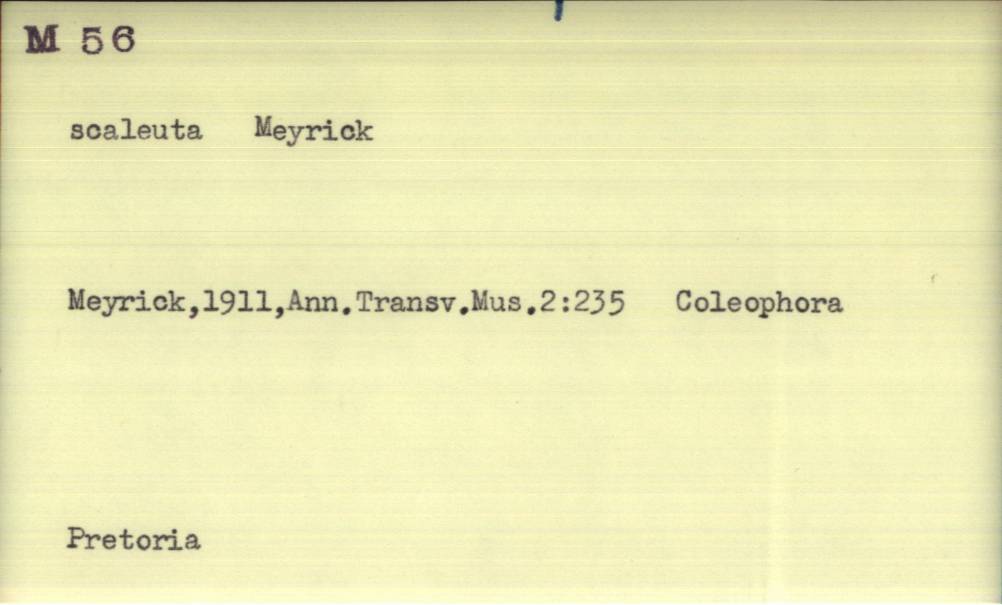 M 56
scaleuta Meyrick
Meyrick,1911,Ann.Transv.Mus.2:235 Coleophora
Pretoria